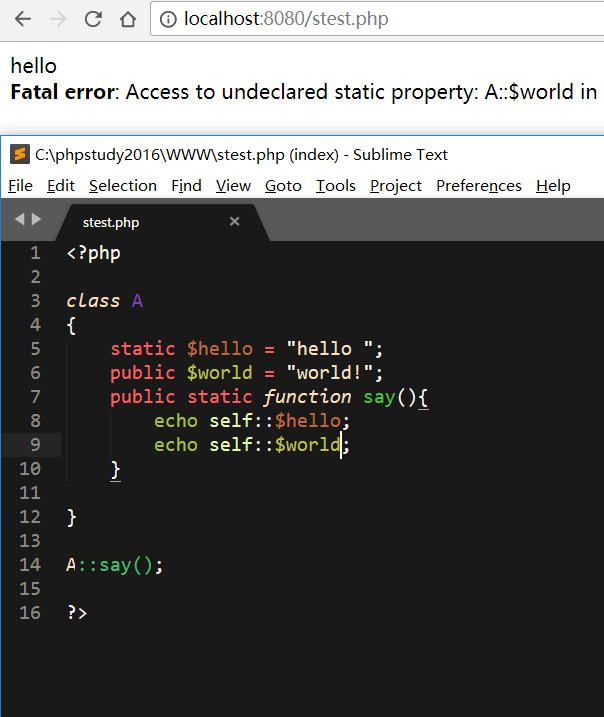 localhost:8080/stest.php
hello
Fatal error: Access to undeclared static property: A::$world in
C:\phpstudy2016\WWW\stest.php (index) - Sublime Text
File Edit Selection Find View Goto Tools Project Preferences Help
stest.php
1 <?php
2
3 class A
4 {
5 static $hello = "hello ";
6 public $world = "world!";
7 public static function say(){
8 echo self::$hello;
9 echo self::$world;
10 }
11
12 }
13
14 A::say();
15
16 ?>